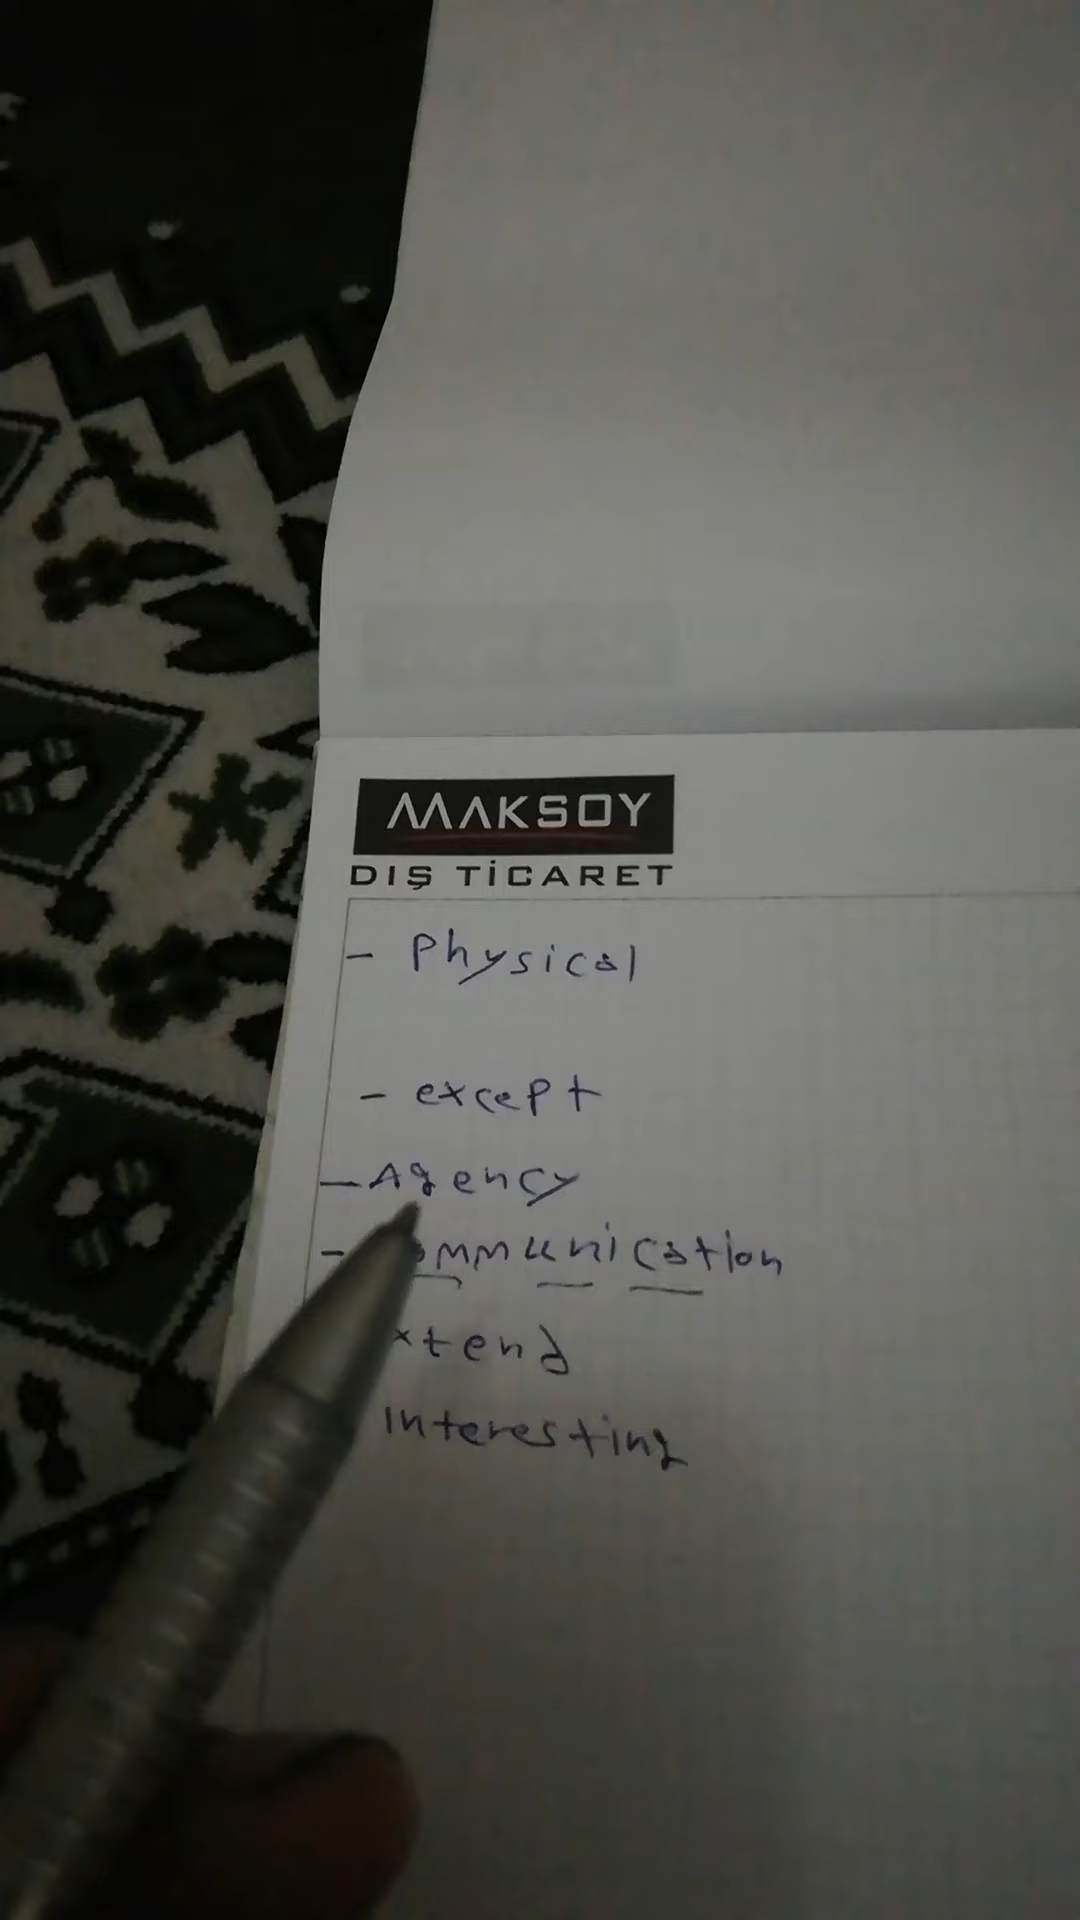 MAKSOY
DIŞ TİCARET
- Physical
- except
- Agency
- ommunication
xtend
Interesting